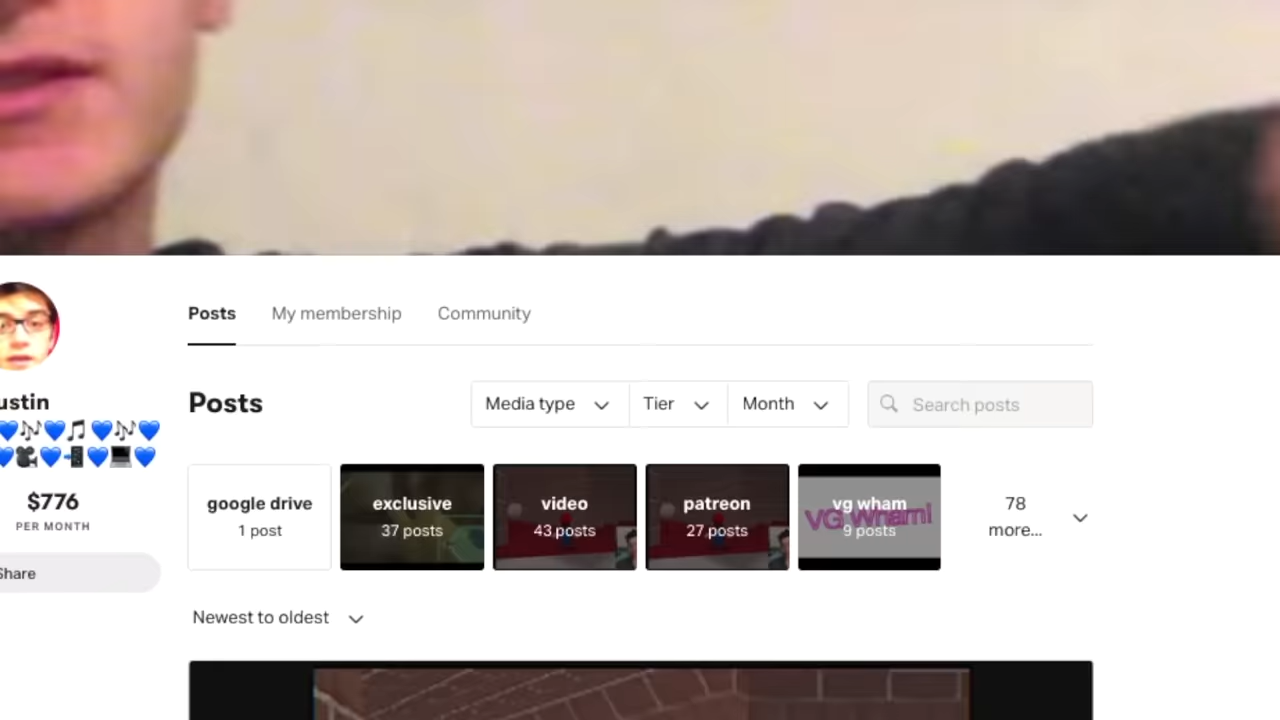 Posts My membership Community
ustin
💙🎶💙🎵💙🎶💙
💙🎥💙📲💙💻💙
$776
PER MONTH
Share
Posts
Media type Tier Month Search posts
google drive
1 post
exclusive
37 posts
video
43 posts
patreon
27 posts
vg wham
VG Wham!
9 posts
78
more...
Newest to oldest